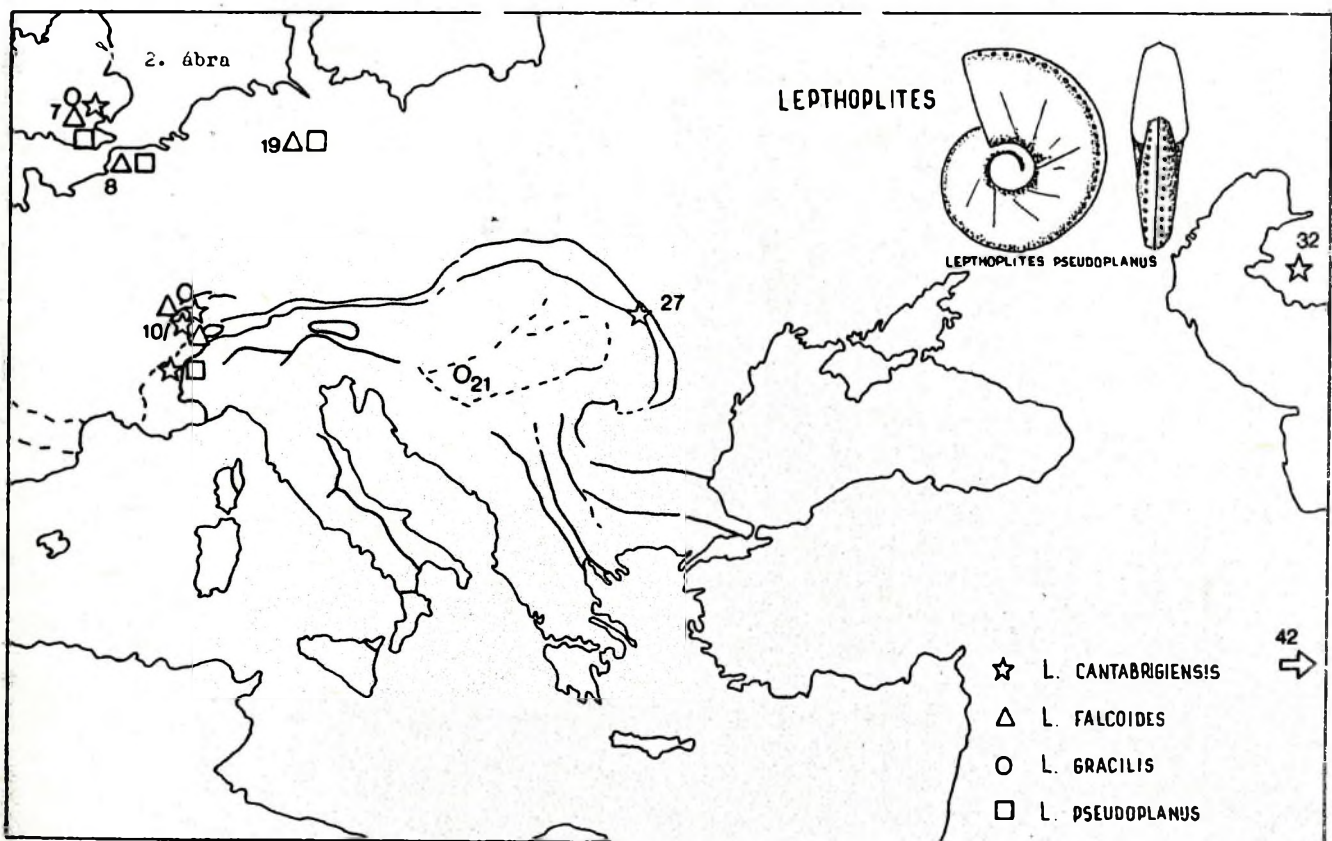 2. ábra
LEPTHOPLITES
LEPTHOPLITES PSEUDOPLANUS
7
8
19
10
27
32
21
42
L. CANTABRIGIENSIS
L. FALCOIDES
L. GRACILIS
L. PSEUDOPLANUS